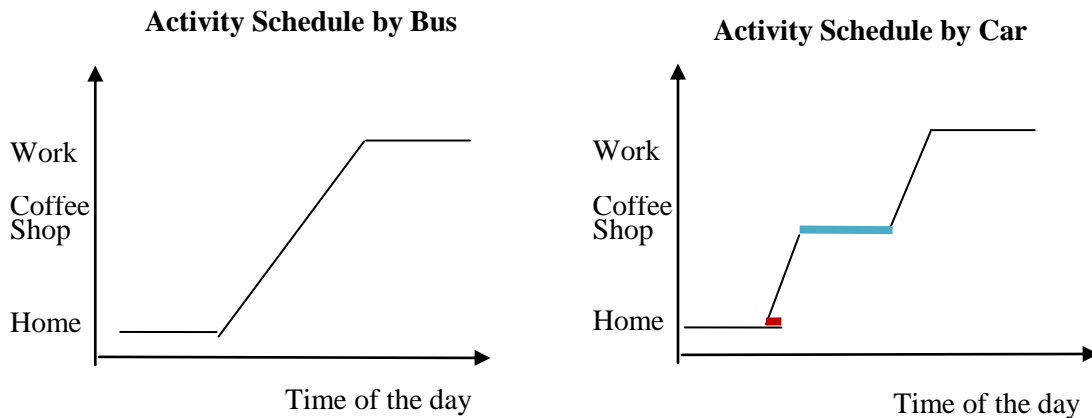 Activity Schedule by Bus
Work
Coffee
Shop
Home
Time of the day
Activity Schedule by Car
Work
Coffee
Shop
Home
Time of the day